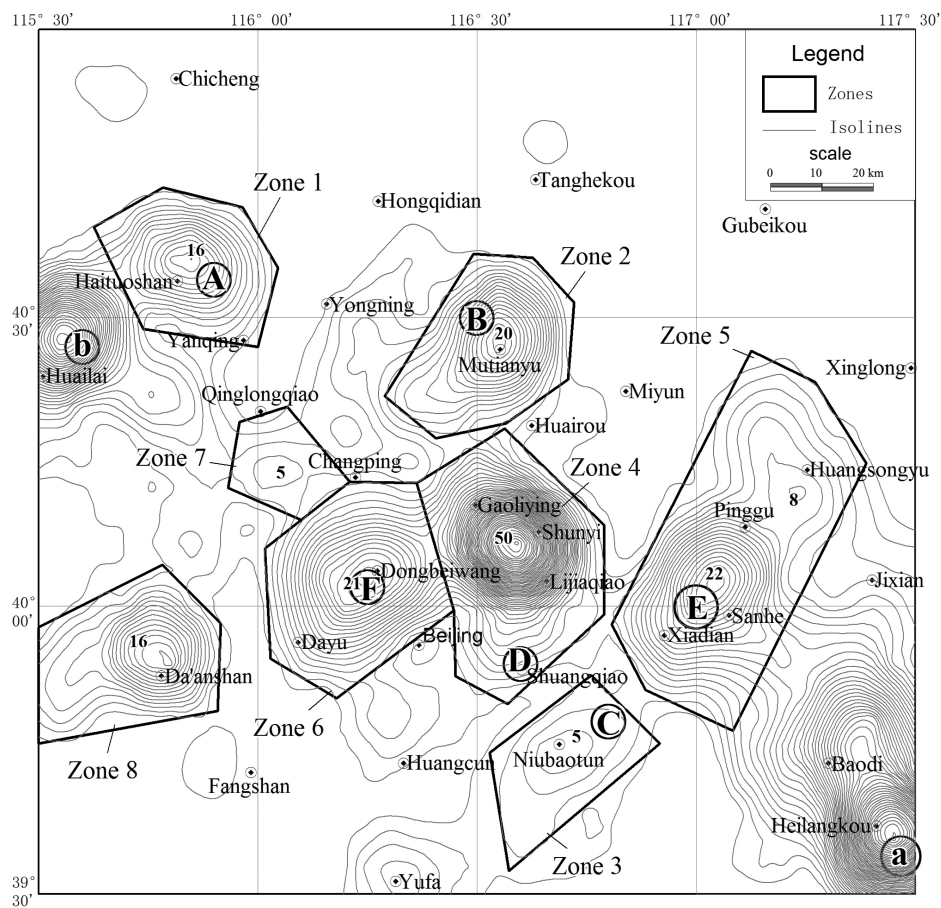 115° 30′ 116° 00′ 116° 30′ 117° 00′ 117° 30′
Legend
Zones
Isolines
scale
0 10 20 km
Chicheng
Tanghekou
Zone 1
Hongqidian
Gubeikou
16
Zone 2
Haituoshan
A
Yongning
40°
30′
B
20
Zone 5
Yanqing
b
Mutianyu
Huailai
Xinglong
Qinglongqiao
Miyun
Huairou
Zone 7
5
Changping
Zone 4
Huangsongyu
8
Gaoliying
Pinggu
50
Shunyi
Dongbeiwang
21
F
Lijiaqiao
22
Jixian
40°
00′
E
Sanhe
Xiadian
Beijing
Dayu
16
D
Da'anshan
Shuangqiao
Zone 6
C
5
Niubaotun
Zone 8
Huangcun
Baodi
Fangshan
Heilangkou
a
Zone 3
Yufa
39°
30′